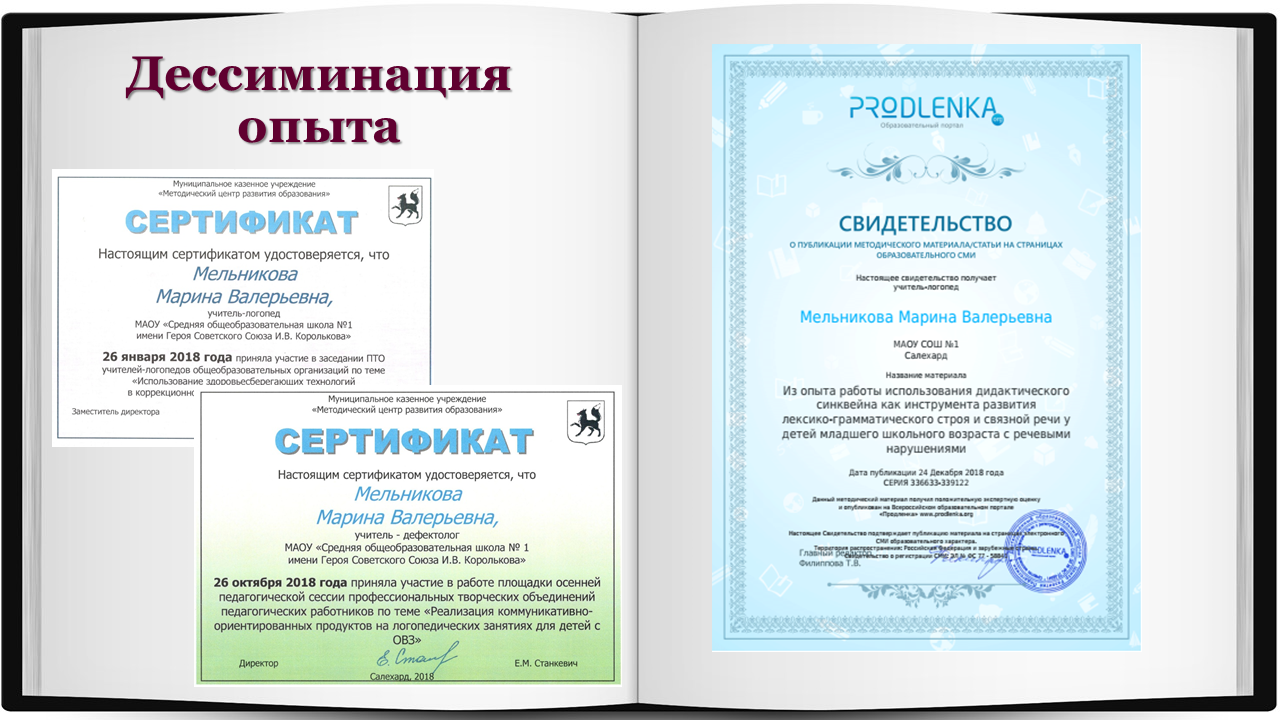 Дессиминация
опыта
Муниципальное казенное учреждение
«Методический центр развития образования»
СЕРТИФИКАТ
Настоящим сертификатом удостоверяется, что
Мельникова
Марина Валерьевна,
учитель-логопед
МАОУ «Средняя общеобразовательная школа №1
имени Героя Советского Союза И.В. Королькова»
26 января 2018 года приняла участие в заседании ПТО
учителей-логопедов общеобразовательных организаций по теме
«Использование здоровьесберегающих технологий
в коррекционно
Заместитель директора
Муниципальное казенное учреждение
«Методический центр развития образования»
СЕРТИФИКАТ
Настоящим сертификатом удостоверяется, что
Мельникова
Марина Валерьевна,
учитель - дефектолог
МАОУ «Средняя общеобразовательная школа № 1
имени Героя Советского Союза И.В. Королькова»
26 октября 2018 года приняла участие в работе площадки осенней
педагогической сессии профессиональных творческих объединений
педагогических работников по теме «Реализация коммуникативно-
ориентированных продуктов на логопедических занятиях для детей с
ОВЗ»
Директор Е.М. Станкевич
Салехард, 2018
PRODLENKA.org
Образовательный портал
СВИДЕТЕЛЬСТВО
О ПУБЛИКАЦИИ МЕТОДИЧЕСКОГО МАТЕРИАЛА/СТАТЬИ НА СТРАНИЦАХ
ОБРАЗОВАТЕЛЬНОГО СМИ
Настоящее свидетельство получает
учитель-логопед
Мельникова Марина Валерьевна
МАОУ СОШ №1
Салехард
Название материала
Из опыта работы использования дидактического
синквейна как инструмента развития
лексико-грамматического строя и связной речи у
детей младшего школьного возраста с речевыми
нарушениями
Дата публикации 24 Декабря 2018 года
СЕРИЯ 336633-339122
Данный методический материал получил положительную экспертную оценку
и опубликован на Всероссийском образовательном портале
«Продленка» www.prodlenka.org
Настоящее Свидетельство подтверждает публикацию материала на страницах электронного
СМИ образовательного характера.
Территория распространения: Российская Федерация и зарубежные страны
Свидетельство о регистрации СМИ: ЭЛ № ФС 77 - 58841
Главный редактор
Филиппова Т.В.